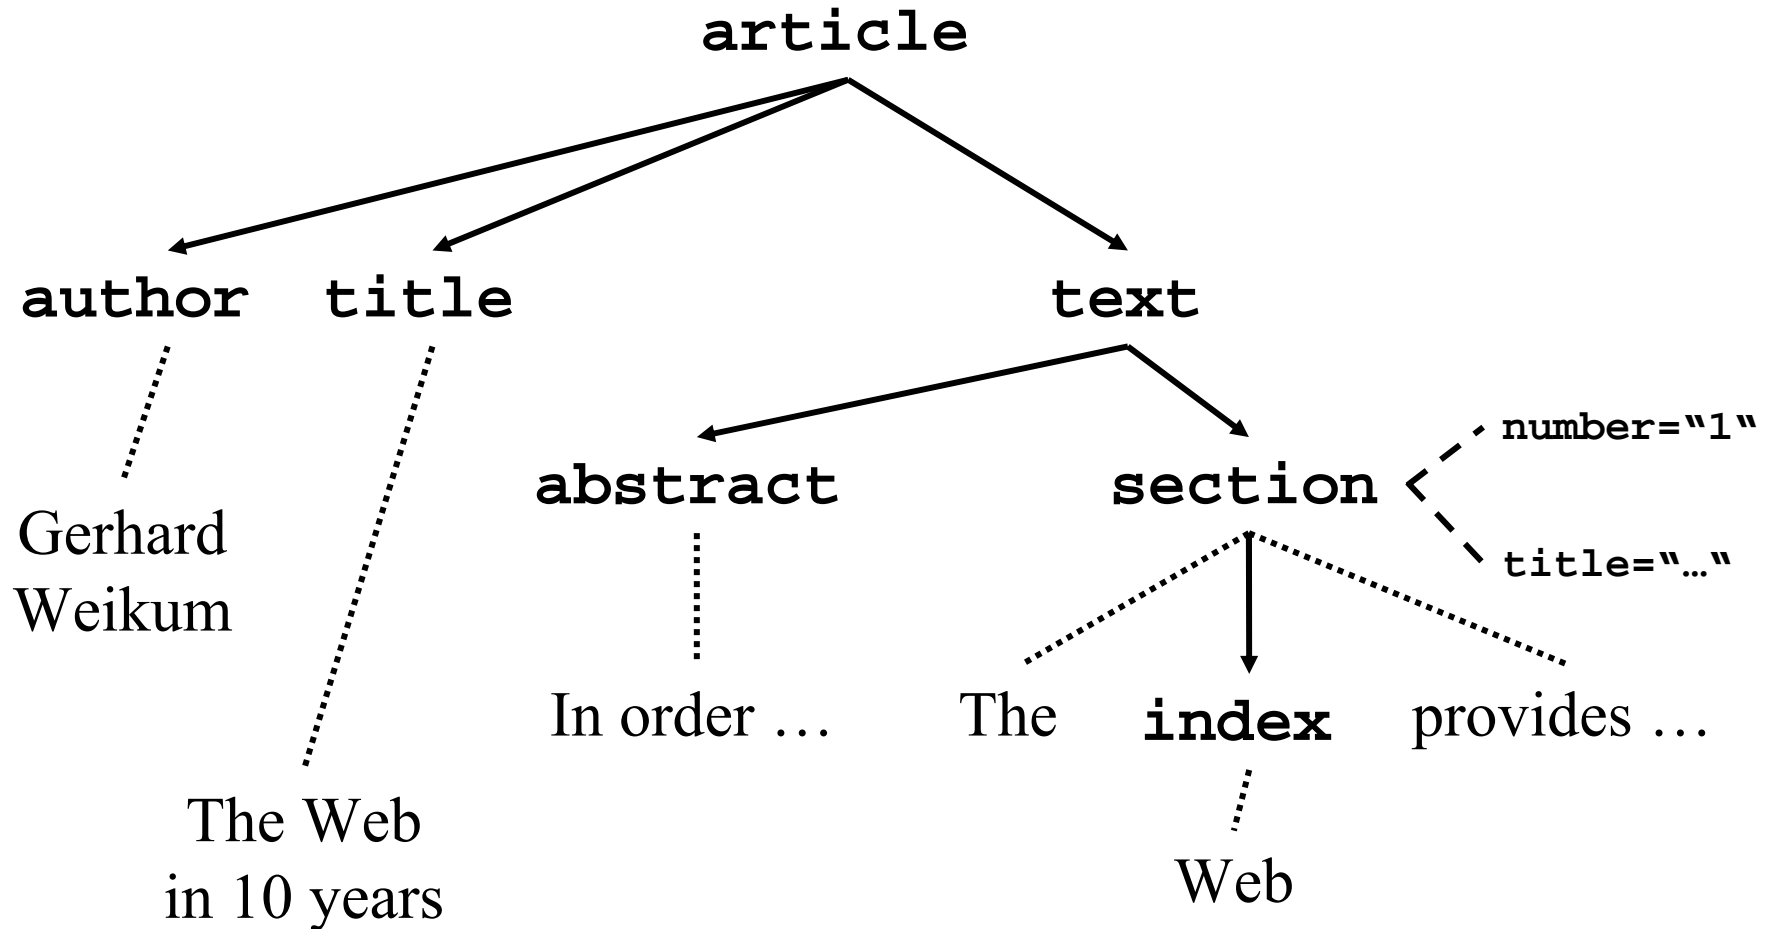 article
author title text
number=“1“
abstract section
title=“…“
Gerhard
Weikum
In order … The index provides …
The Web
in 10 years
Web